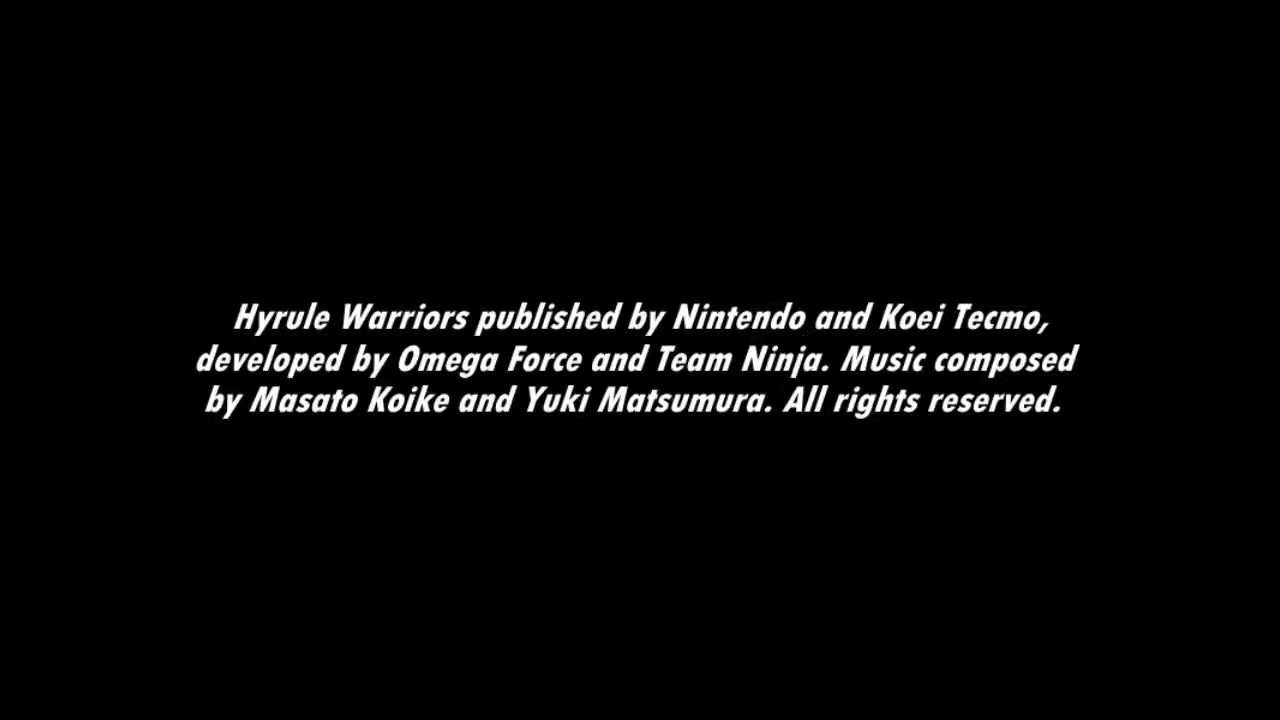 Hyrule Warriors published by Nintendo and Koei Tecmo,
developed by Omega Force and Team Ninja. Music composed
by Masato Koike and Yuki Matsumura. All rights reserved.